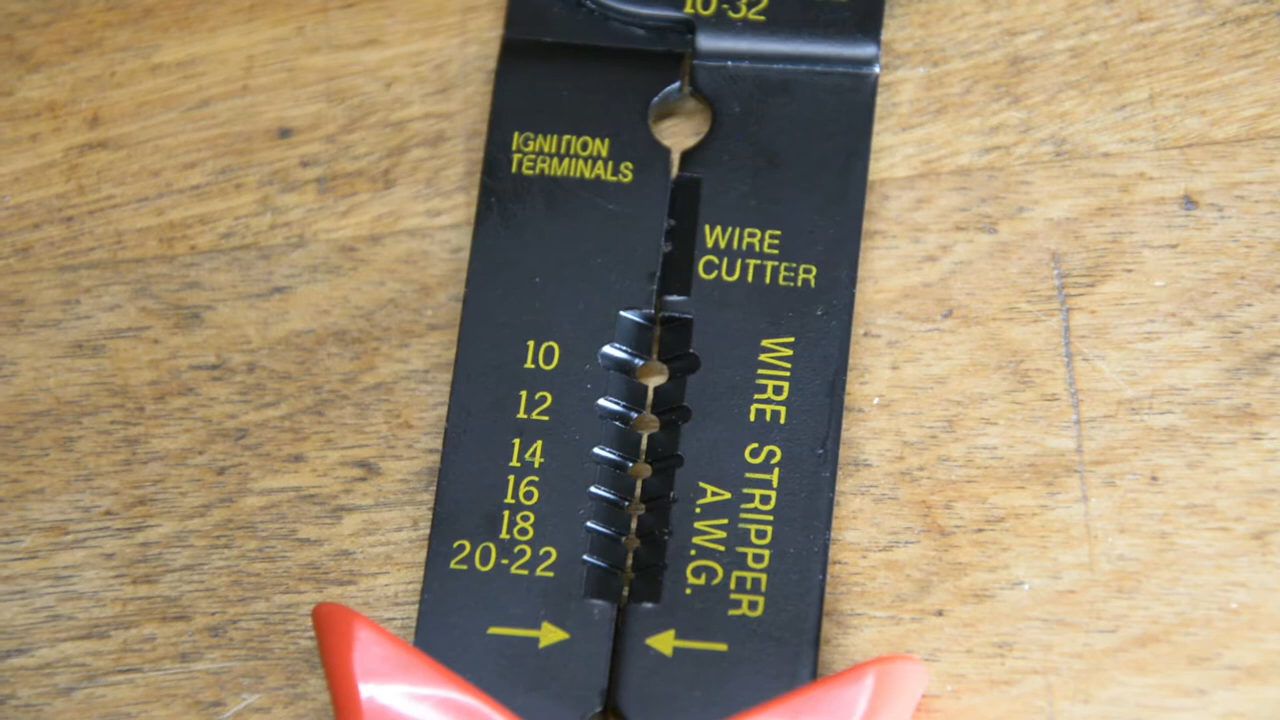 10-32
IGNITION
TERMINALS
WIRE
CUTTER
10
12
14
16
18
20-22
WIRE STRIPPER
A.W.G.